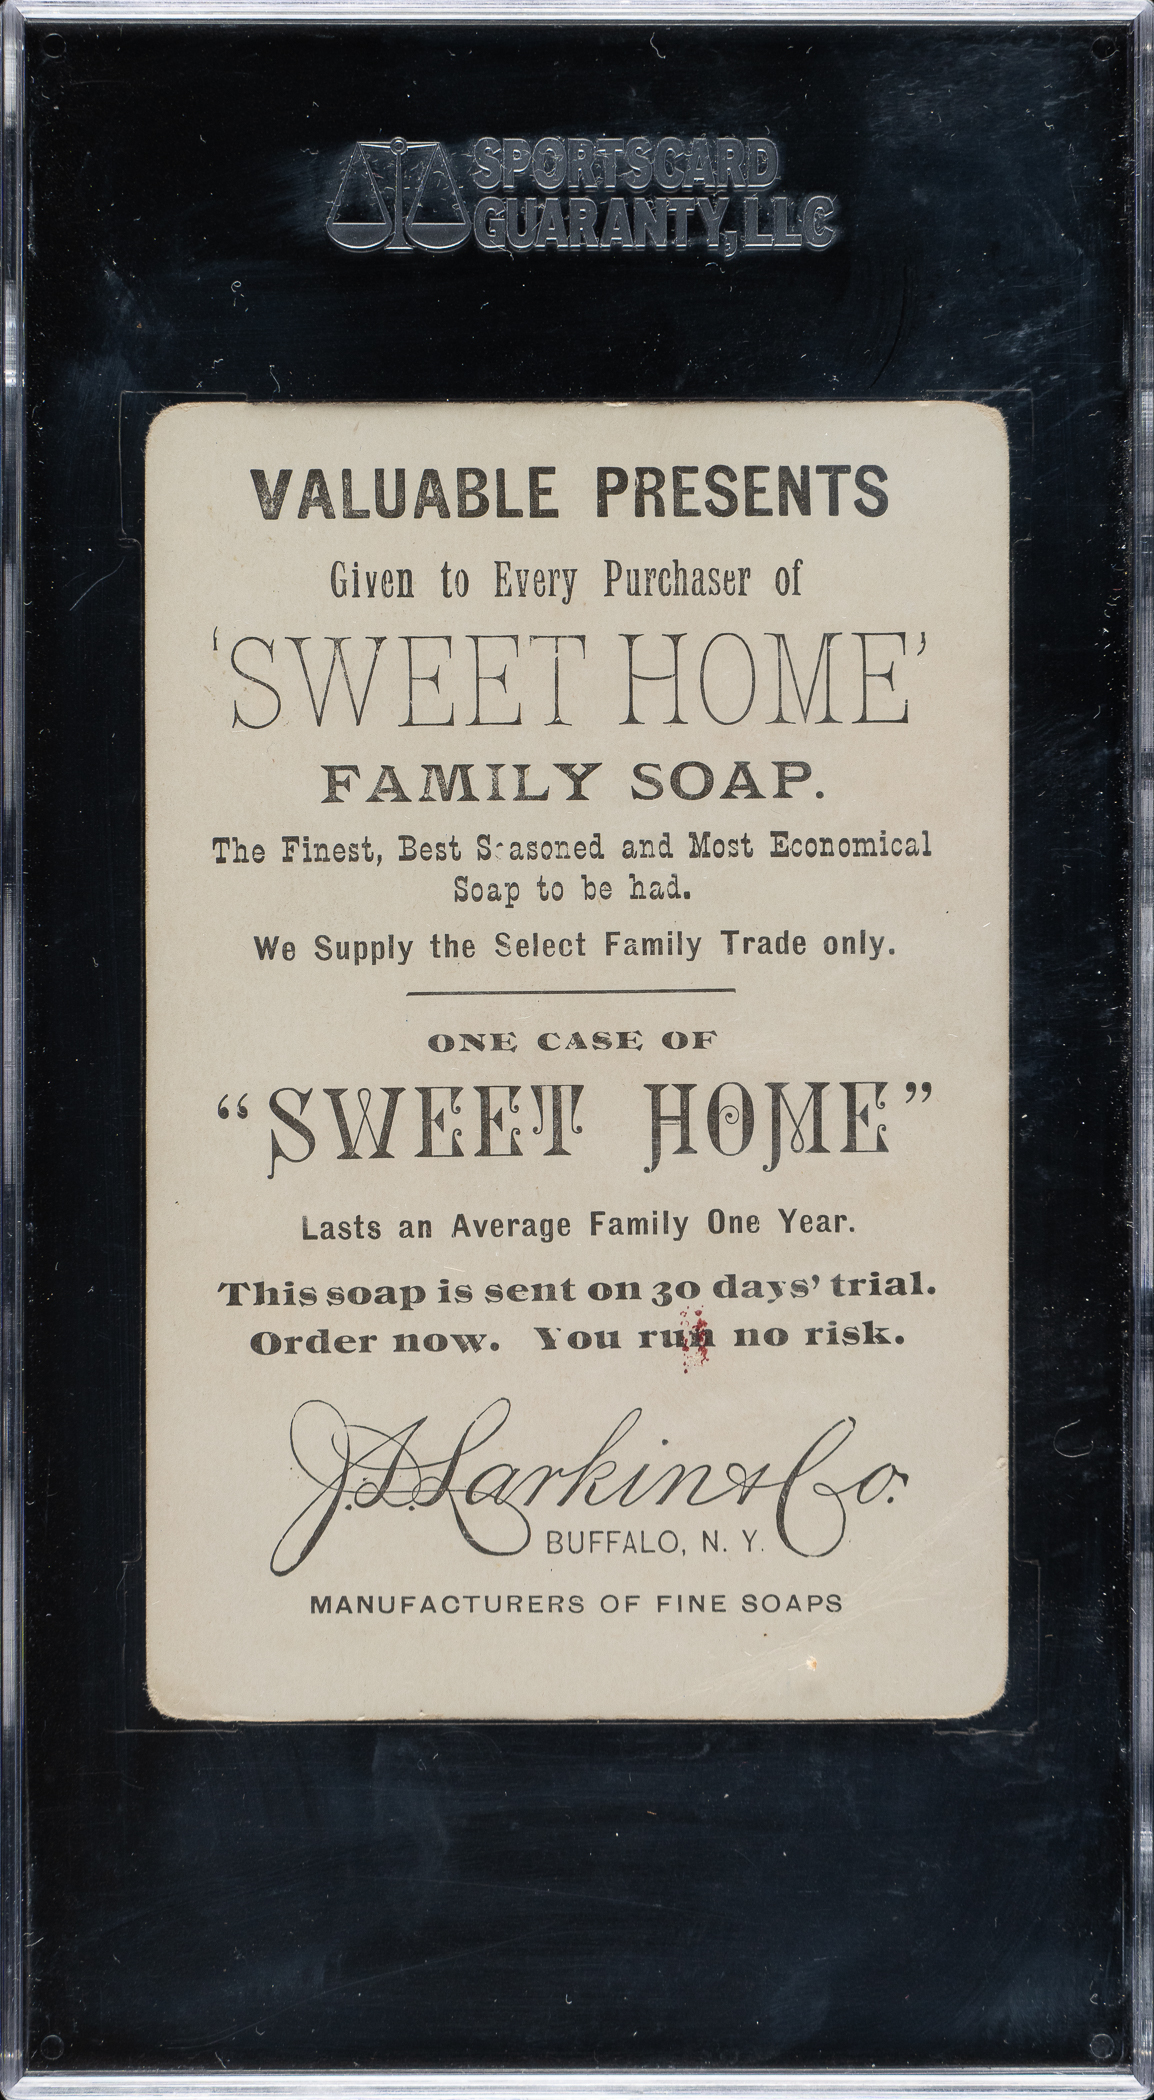 SPORTSCARD
GUARANTY, LLC
VALUABLE PRESENTS
Given to Every Purchaser of
'SWEET HOME'
FAMILY SOAP.
The Finest, Best Seasoned and Most Economical
Soap to be had.
We Supply the Select Family Trade only.
ONE CASE OF
“SWEET HOME”
Lasts an Average Family One Year.
This soap is sent on 30 days' trial.
Order now. You run no risk.
J.D. Larkin & Co.
BUFFALO, N. Y.
MANUFACTURERS OF FINE SOAPS